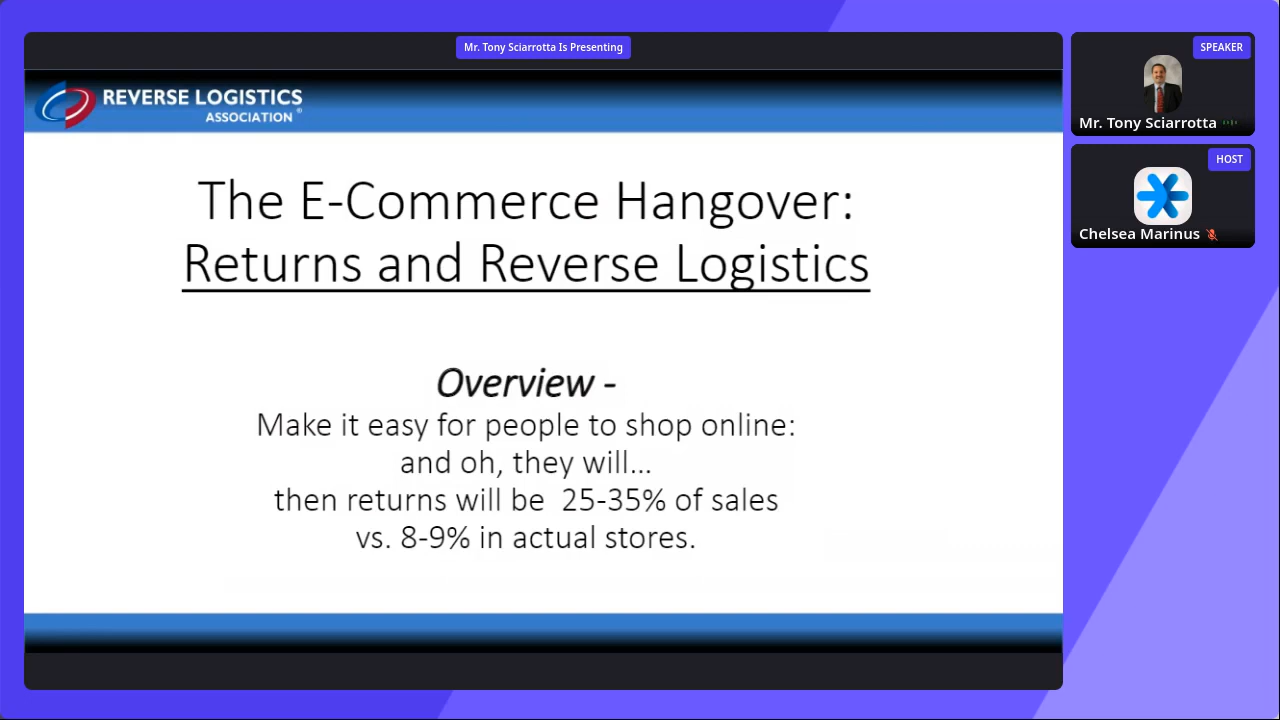 Mr. Tony Sciarrotta Is Presenting
REVERSE LOGISTICS
ASSOCIATION®
The E-Commerce Hangover:
Returns and Reverse Logistics
Overview -
Make it easy for people to shop online:
and oh, they will...
then returns will be  25-35% of sales
vs. 8-9% in actual stores.
SPEAKER
Mr. Tony Sciarrotta
HOST
Chelsea Marinus